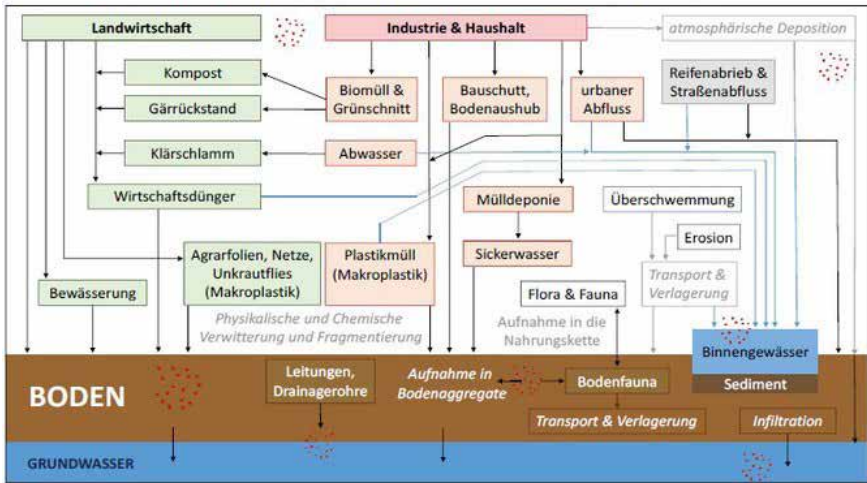 Landwirtschaft
Industrie & Haushalt
atmosphärische Deposition
Kompost
Biomüll &
Grünschnitt
Bauschutt,
Bodenaushub
urbaner
Abfluss
Reifenabrieb &
Straßenabfluss
Gärrückstand
Klärschlamm
Abwasser
Wirtschaftsdünger
Mülldeponie
Überschwemmung
Erosion
Agrarfolien, Netze,
Unkrautflies
(Makroplastik)
Plastikmüll
(Makroplastik)
Sickerwasser
Transport &
Verlagerung
Bewässerung
Flora & Fauna
Physikalische und Chemische
Verwitterung und Fragmentierung
Aufnahme in die
Nahrungskette
Binnengewässer
Sediment
BODEN
Leitungen,
Drainagerohre
Aufnahme in
Bodenaggregate
Bodenfauna
Transport & Verlagerung
Infiltration
GRUNDWASSER